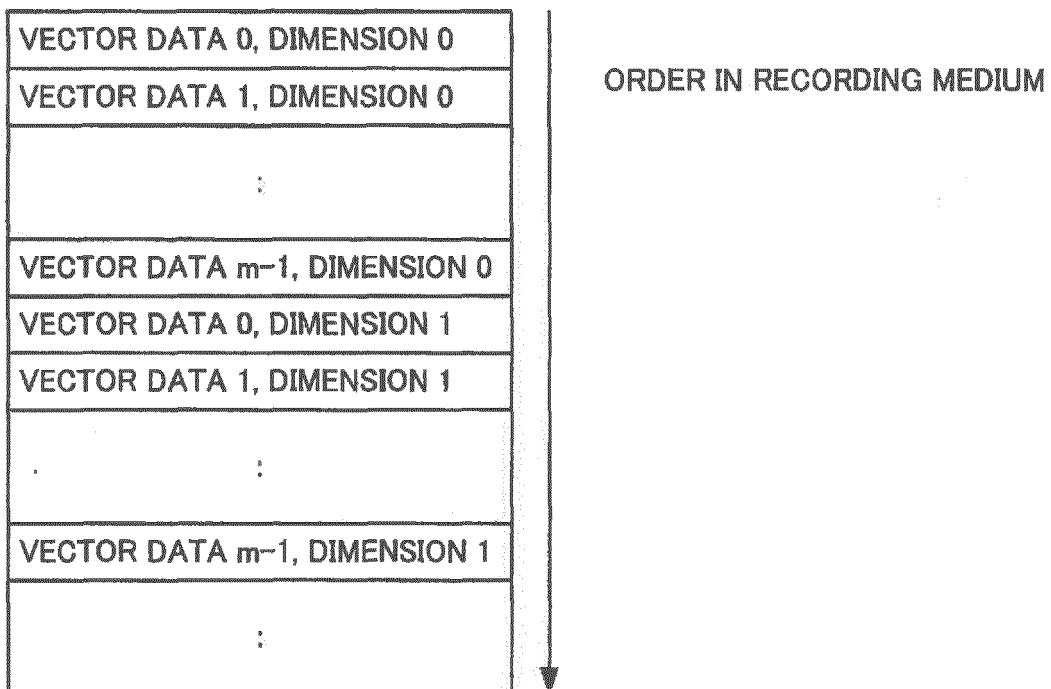 VECTOR DATA 0, DIMENSION 0
VECTOR DATA 1, DIMENSION 0
:
VECTOR DATA m-1, DIMENSION 0
VECTOR DATA 0, DIMENSION 1
VECTOR DATA 1, DIMENSION 1
:
VECTOR DATA m-1, DIMENSION 1
:
ORDER IN RECORDING MEDIUM